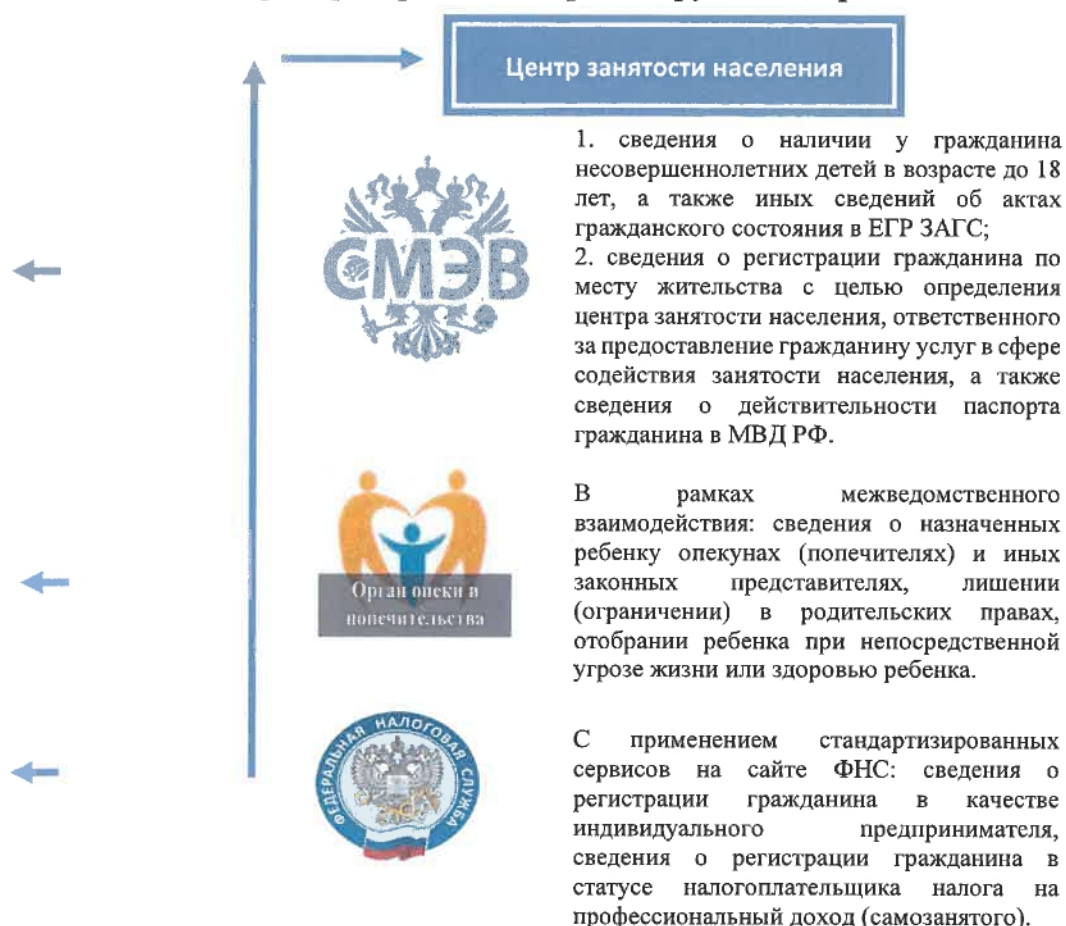 Центр занятости населения
1. сведения о наличии у гражданина
несовершеннолетних детей в возрасте до 18
лет, а также иных сведений об актах
гражданского состояния в ЕГР ЗАГС;
2. сведения о регистрации гражданина по
месту жительства с целью определения
центра занятости населения, ответственного
за предоставление гражданину услуг в сфере
содействия занятости населения, а также
сведения о действительности паспорта
гражданина в МВД РФ.
СМЭВ
В рамках межведомственного
взаимодействия: сведения о назначенных
ребенку опекунах (попечителях) и иных
законных представителях, лишении
(ограничении) в родительских правах,
отобрании ребенка при непосредственной
угрозе жизни или здоровью ребенка.
Орган опеки и
попечительства
С применением стандартизированных
сервисов на сайте ФНС: сведения о
регистрации гражданина в качестве
индивидуального предпринимателя,
сведения о регистрации гражданина в
статусе налогоплательщика налога на
профессиональный доход (самозанятого).
ФЕДЕРАЛЬНАЯ НАЛОГОВАЯ СЛУЖБА